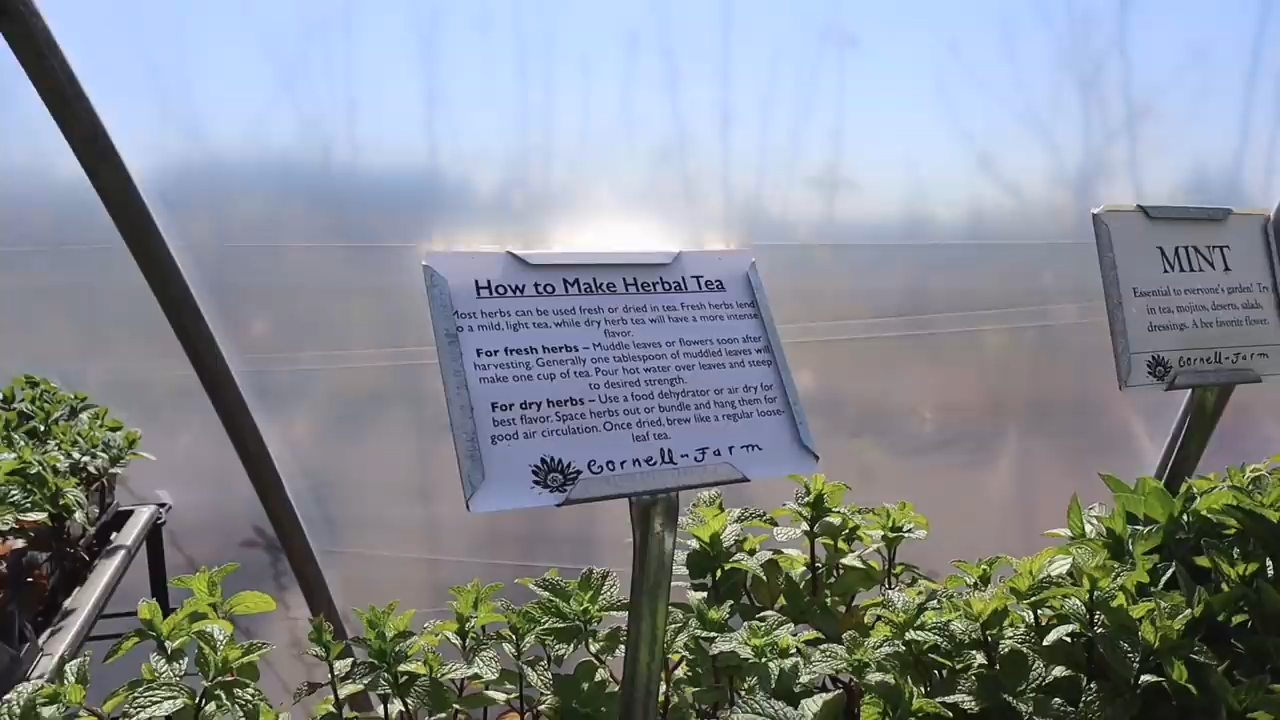 How to Make Herbal Tea
Most herbs can be used fresh or dried in tea. Fresh herbs lend
to a mild, light tea, while dry herb tea will have a more intense
flavor.
For fresh herbs – Muddle leaves or flowers soon after
harvesting. Generally one tablespoon of muddled leaves will
make one cup of tea. Pour hot water over leaves and steep
to desired strength.
For dry herbs – Use a food dehydrator or air dry for
best flavor. Space herbs out or bundle and hang them for
good air circulation. Once dried, brew like a regular loose-
leaf tea.
Cornell-Farm
MINT
Essential to everyone's garden! Try
in tea, mojitos, deserts, salads,
dressings. A bee favorite flower.
Cornell-Farm